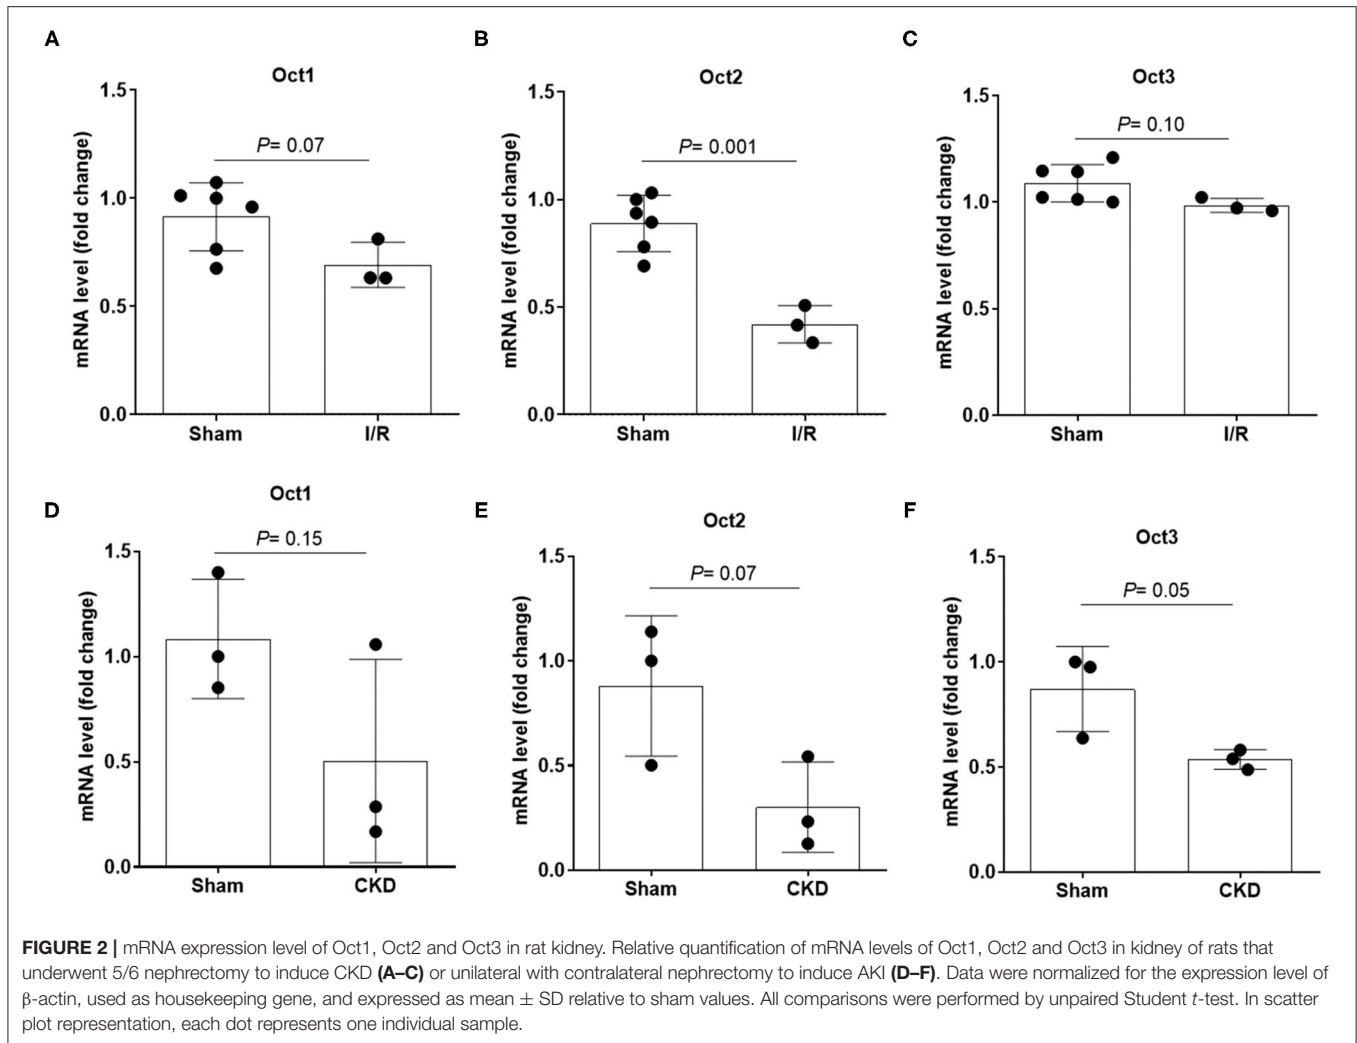 A
Oct1
mRNA level (fold change)
1.5
1.0
0.5
0.0
P= 0.07
Sham I/R
B
Oct2
mRNA level (fold change)
1.5
1.0
0.5
0.0
P= 0.001
Sham I/R
C
Oct3
mRNA level (fold change)
1.5
1.0
0.5
0.0
P= 0.10
Sham I/R
D
Oct1
mRNA level (fold change)
1.5
1.0
0.5
0.0
P= 0.15
Sham CKD
E
Oct2
mRNA level (fold change)
1.5
1.0
0.5
0.0
P= 0.07
Sham CKD
F
Oct3
mRNA level (fold change)
1.5
1.0
0.5
0.0
P= 0.05
Sham CKD
FIGURE 2 | mRNA expression level of Oct1, Oct2 and Oct3 in rat kidney. Relative quantification of mRNA levels of Oct1, Oct2 and Oct3 in kidney of rats that
underwent 5/6 nephrectomy to induce CKD (A–C) or unilateral with contralateral nephrectomy to induce AKI (D–F). Data were normalized for the expression level of
β-actin, used as housekeeping gene, and expressed as mean ± SD relative to sham values. All comparisons were performed by unpaired Student t-test. In scatter
plot representation, each dot represents one individual sample.